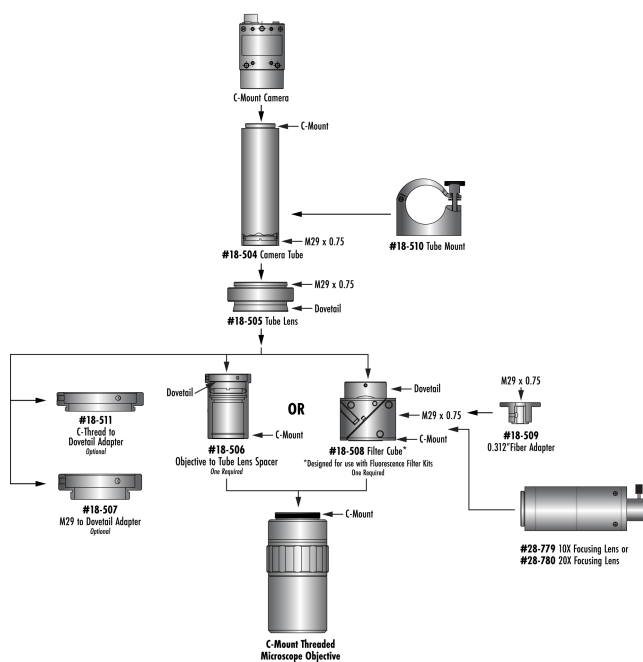 C-Mount Camera
C-Mount
M29 x 0.75
#18-504 Camera Tube
#18-510 Tube Mount
M29 x 0.75
Dovetail
#18-505 Tube Lens
#18-511
C-Thread to
Dovetail Adapter
Optional
#18-507
M29 to Dovetail Adapter
Optional
Dovetail
C-Mount
#18-506
Objective to Tube Lens Spacer
One Required
OR
Dovetail
M29 x 0.75
C-Mount
#18-508 Filter Cube*
*Designed for use with Fluorescence Filter Kits
One Required
M29 x 0.75
#18-509
0.312"Fiber Adapter
#28-779 10X Focusing Lens or
#28-780 20X Focusing Lens
C-Mount
C-Mount Threaded
Microscope Objective